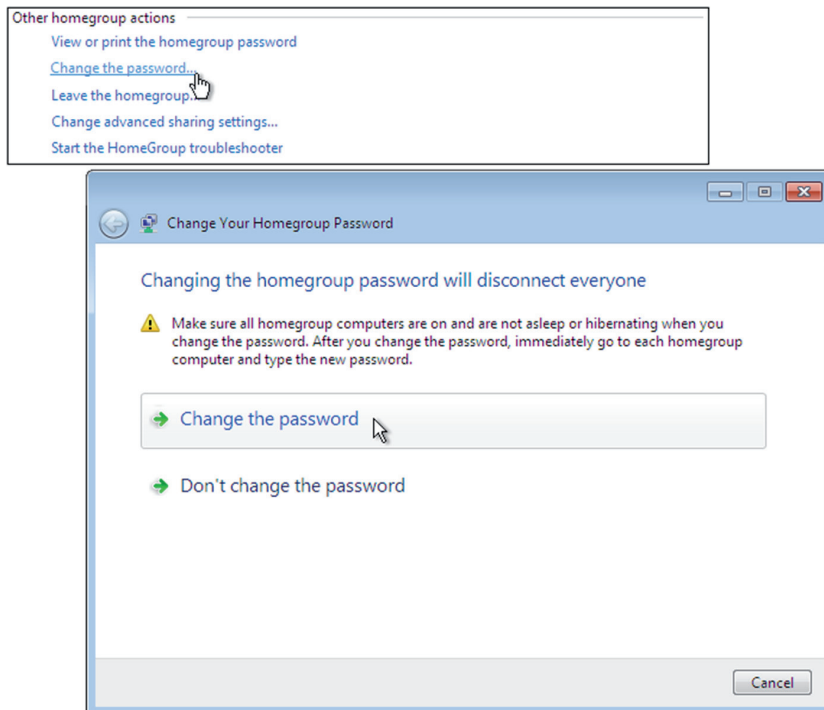 Other homegroup actions
View or print the homegroup password
Change the password...
Leave the homegroup...
Change advanced sharing settings...
Start the HomeGroup troubleshooter
Change Your Homegroup Password
Changing the homegroup password will disconnect everyone
Make sure all homegroup computers are on and are not asleep or hibernating when you
change the password. After you change the password, immediately go to each homegroup
computer and type the new password.
Change the password
Don't change the password
Cancel